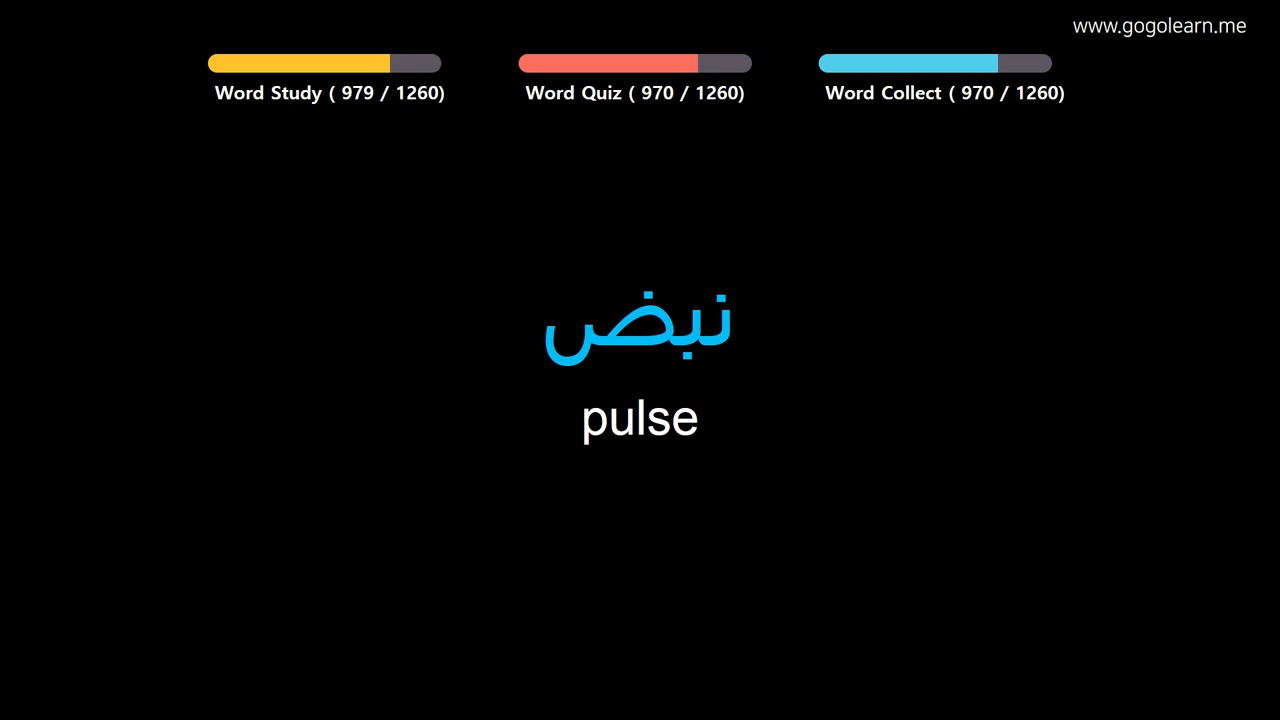 www.gogolearn.me
Word Study ( 979 / 1260)
Word Quiz ( 970 / 1260)
Word Collect ( 970 / 1260)
نبض
pulse